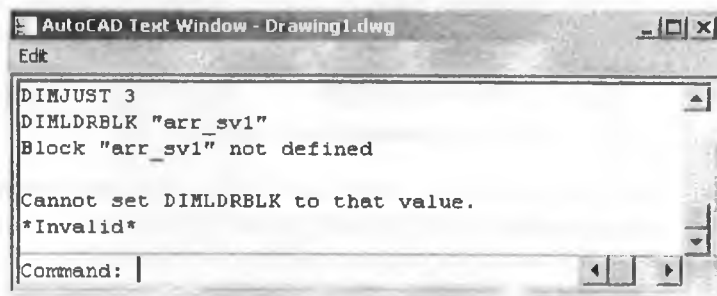 AutoCAD Text Window - Drawing1.dwg
Edit
DIMJUST 3
DIMLDRBLK "arr_sv1"
Block "arr_sv1" not defined
Cannot set DIMLDRBLK to that value.
*Invalid*
Command: